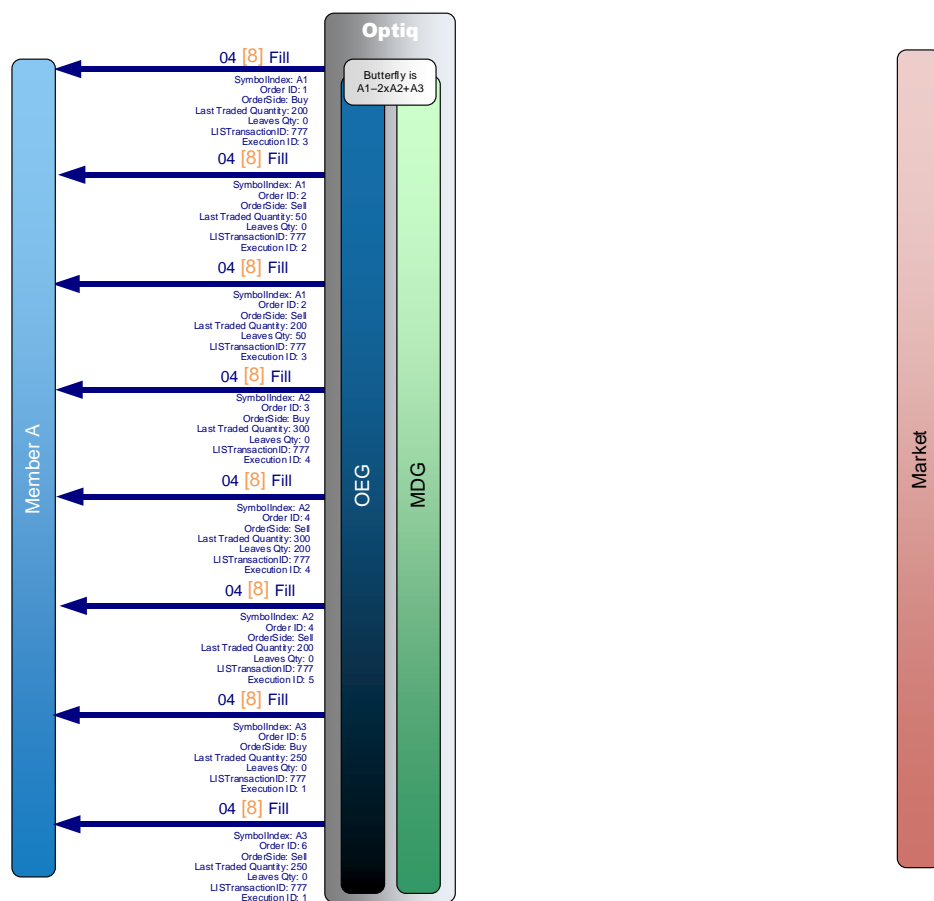 Optiq
Butterfly is
A1–2xA2+A3
Member A
OEG
MDG
Market
04 [8] Fill
SymbolIndex: A1
Order ID: 1
OrderSide: Buy
Last Traded Quantity: 200
Leaves Qty: 0
LISTransactionID: 777
Execution ID: 3
04 [8] Fill
SymbolIndex: A1
Order ID: 2
OrderSide: Sell
Last Traded Quantity: 50
Leaves Qty: 0
LISTransactionID: 777
Execution ID: 2
04 [8] Fill
SymbolIndex: A1
Order ID: 2
OrderSide: Sell
Last Traded Quantity: 200
Leaves Qty: 50
LISTransactionID: 777
Execution ID: 3
04 [8] Fill
SymbolIndex: A2
Order ID: 3
OrderSide: Buy
Last Traded Quantity: 300
Leaves Qty: 0
LISTransactionID: 777
Execution ID: 4
04 [8] Fill
SymbolIndex: A2
Order ID: 4
OrderSide: Sell
Last Traded Quantity: 300
Leaves Qty: 200
LISTransactionID: 777
Execution ID: 4
04 [8] Fill
SymbolIndex: A2
Order ID: 4
OrderSide: Sell
Last Traded Quantity: 200
Leaves Qty: 0
LISTransactionID: 777
Execution ID: 5
04 [8] Fill
SymbolIndex: A3
Order ID: 5
OrderSide: Buy
Last Traded Quantity: 250
Leaves Qty: 0
LISTransactionID: 777
Execution ID: 1
04 [8] Fill
SymbolIndex: A3
Order ID: 6
OrderSide: Sell
Last Traded Quantity: 250
Leaves Qty: 0
LISTransactionID: 777
Execution ID: 1